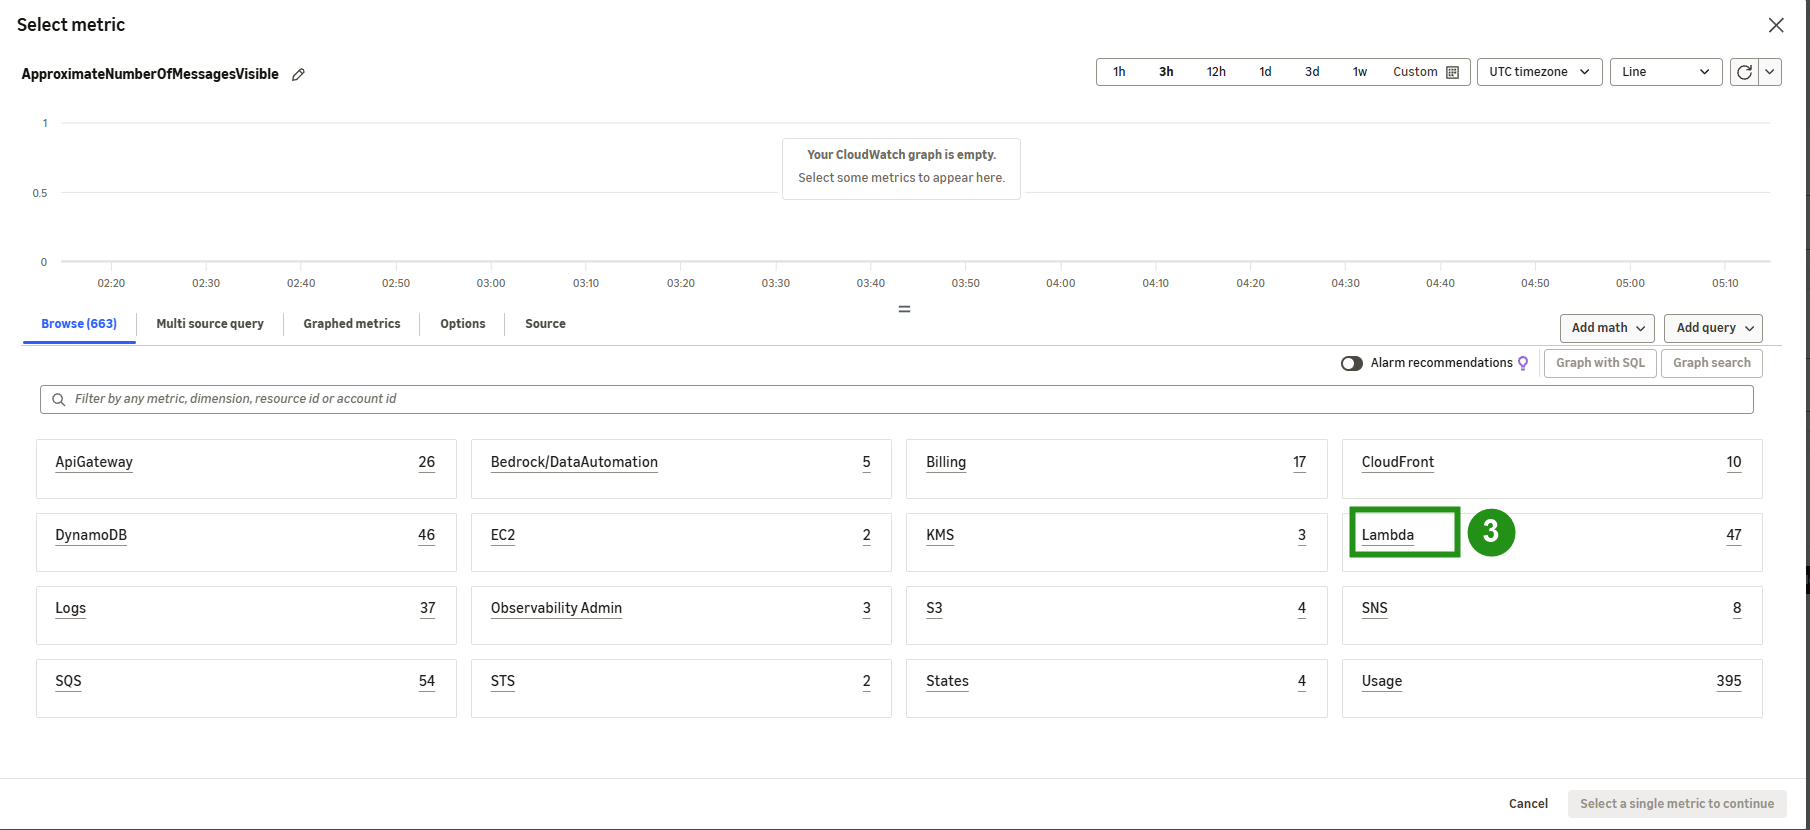 Select metric
ApproximateNumberOfMessagesVisible
1h 3h 12h 1d 3d 1w Custom UTC timezone Line
1
Your CloudWatch graph is empty.
Select some metrics to appear here.
0.5
0
02:20 02:30 02:40 02:50 03:00 03:10 03:20 03:30 03:40 03:50 04:00 04:10 04:20 04:30 04:40 04:50 05:00 05:10
Browse (663) Multi source query Graphed metrics Options Source
Add math Add query
Alarm recommendations Graph with SQL Graph search
Filter by any metric, dimension, resource id or account id
ApiGateway 26 Bedrock/DataAutomation 5 Billing 17 CloudFront 10
DynamoDB 46 EC2 2 KMS 3 Lambda 3 47
Logs 37 Observability Admin 3 S3 4 SNS 8
SQS 54 STS 2 States 4 Usage 395
Cancel Select a single metric to continue